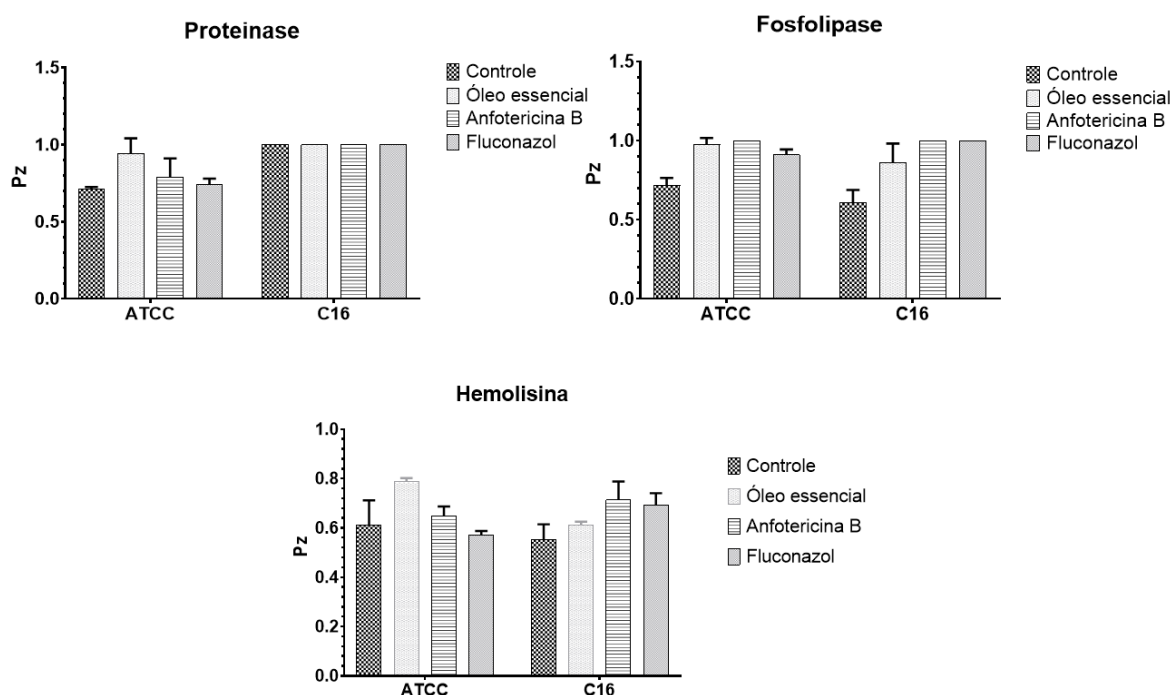 Proteinase
1.5
1.0
0.5
0.0
Pz
ATCC
C16
Controle
Óleo essencial
Anfotericina B
Fluconazol
Fosfolipase
1.5
1.0
0.5
0.0
Pz
ATCC
C16
Controle
Óleo essencial
Anfotericina B
Fluconazol
Hemolisina
1.0
0.8
0.6
0.4
0.2
0.0
Pz
ATCC
C16
Controle
Óleo essencial
Anfotericina B
Fluconazol